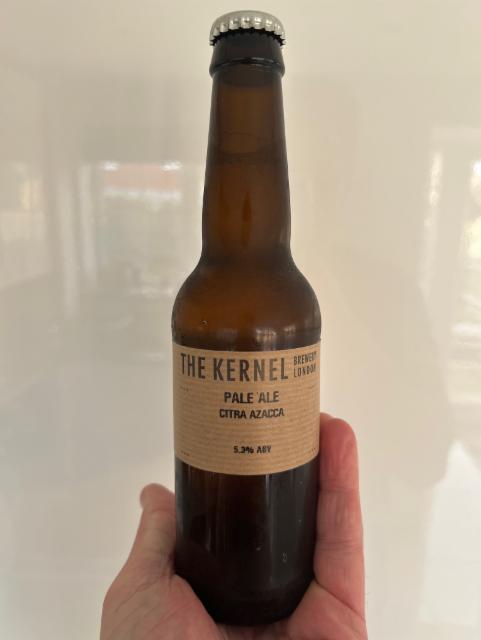 THE KERNEL BREWERY
LONDON
PALE ALE
CITRA AZACCA
5.3% ABV